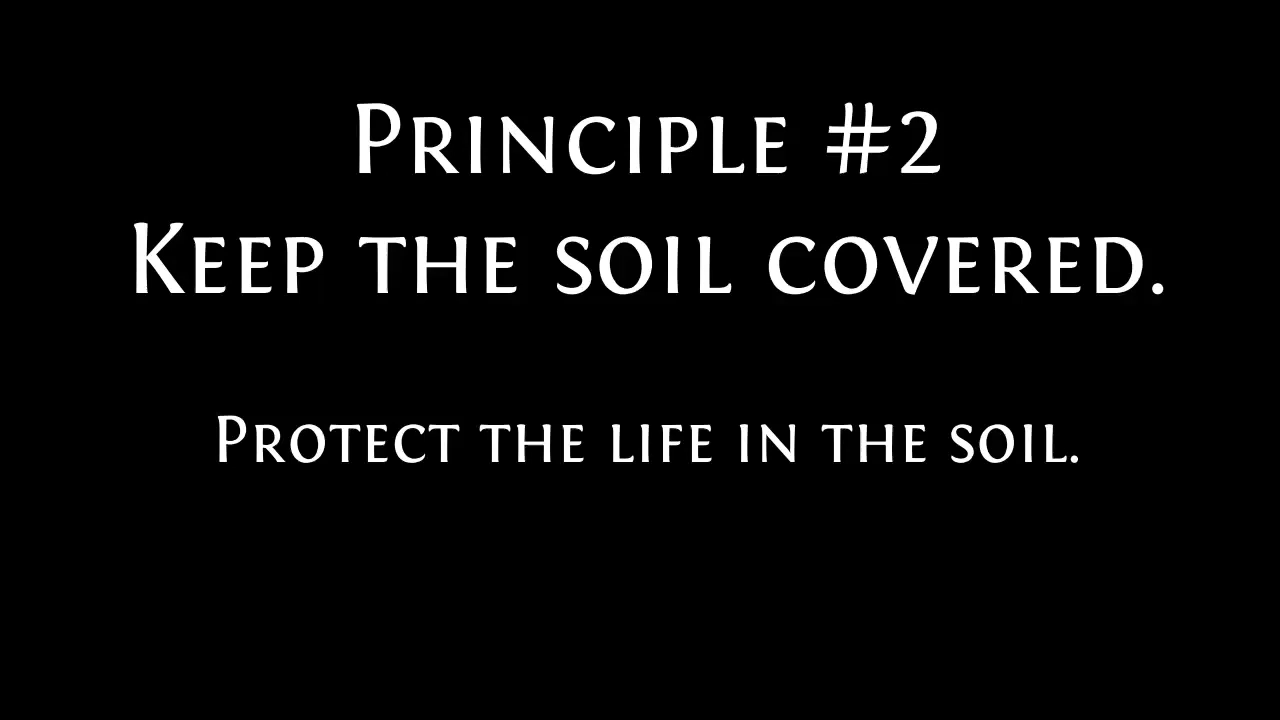 Principle #2
Keep the soil covered.
Protect the life in the soil.